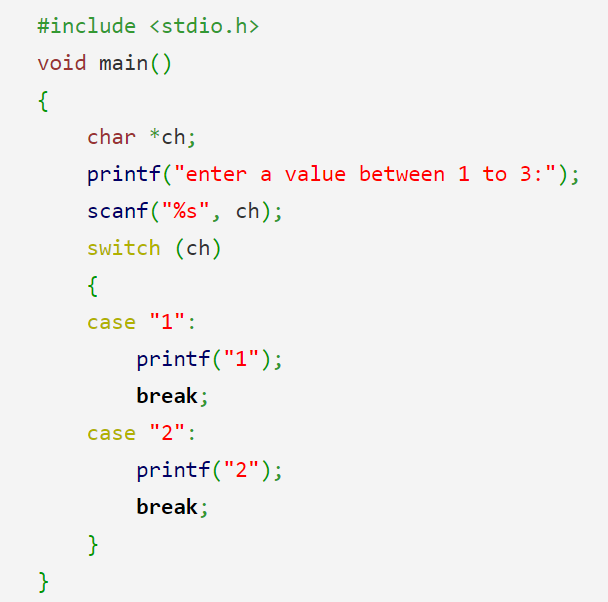 #include <stdio.h>
void main()
{
    char *ch;
    printf("enter a value between 1 to 3:");
    scanf("%s", ch);
    switch (ch)
    {
    case "1":
        printf("1");
        break;
    case "2":
        printf("2");
        break;
    }
}